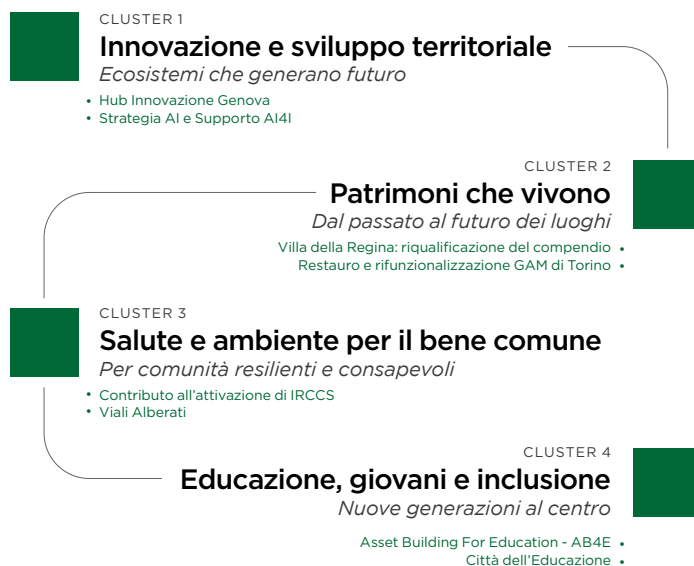 CLUSTER 1
Innovazione e sviluppo territoriale
Ecosistemi che generano futuro
• Hub Innovazione Genova
• Strategia AI e Supporto AI4I
CLUSTER 2
Patrimoni che vivono
Dal passato al futuro dei luoghi
Villa della Regina: riqualificazione del compendio •
Restauro e rifunzionalizzazione GAM di Torino •
CLUSTER 3
Salute e ambiente per il bene comune
Per comunità resilienti e consapevoli
• Contributo all'attivazione di IRCCS
• Viali Alberati
CLUSTER 4
Educazione, giovani e inclusione
Nuove generazioni al centro
Asset Building For Education - AB4E •
Città dell'Educazione •